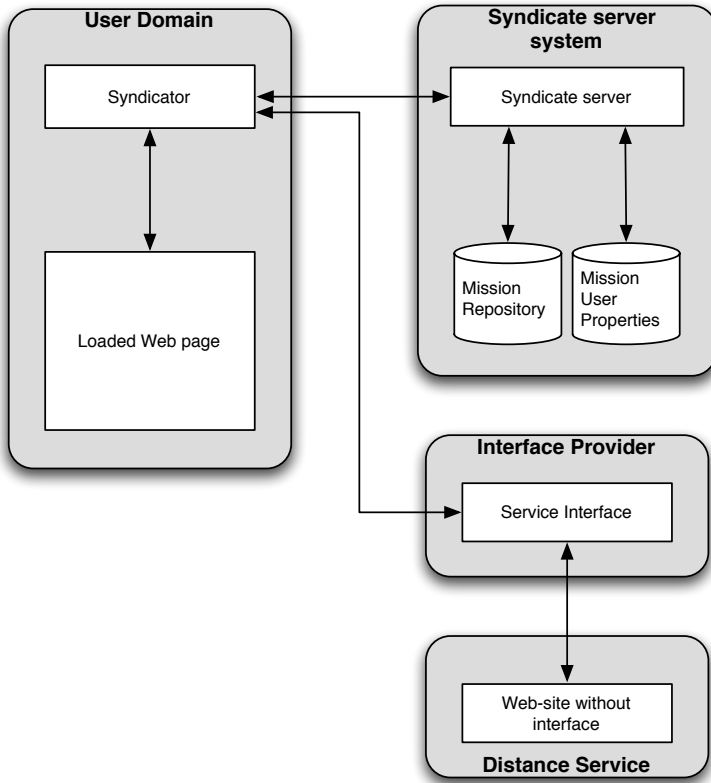 User Domain
Syndicator
Loaded Web page
Syndicate server
system
Syndicate server
Mission
Repository
Mission
User
Properties
Interface Provider
Service Interface
Web-site without
interface
Distance Service